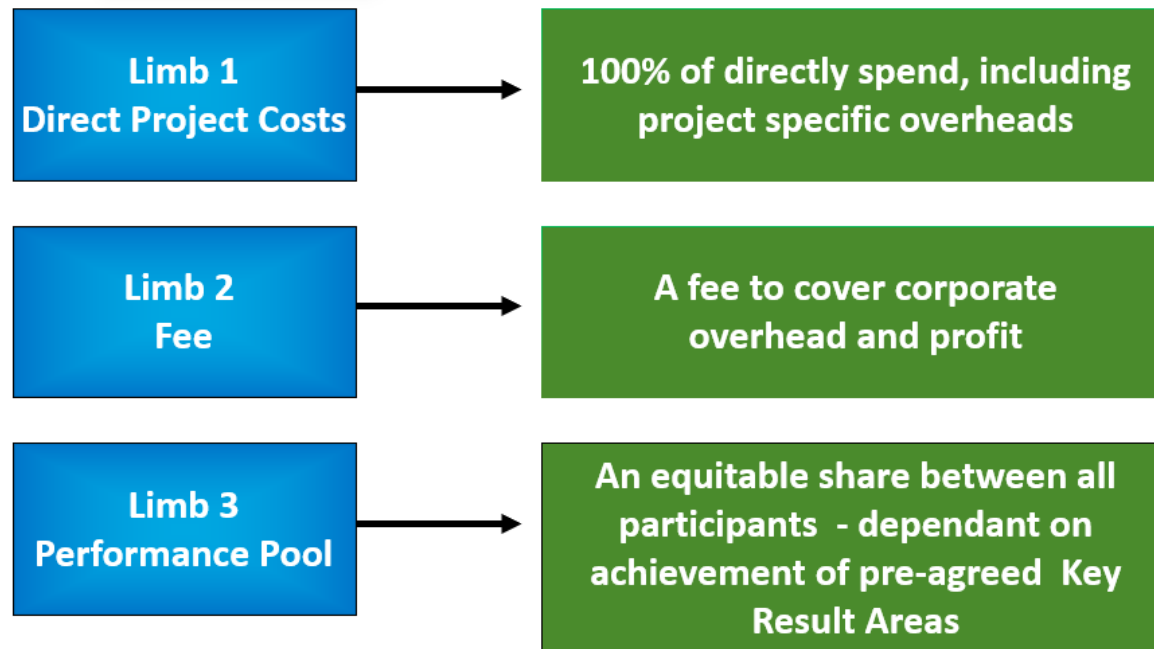 Limb 1
Direct Project Costs
100% of directly spend, including
project specific overheads
Limb 2
Fee
A fee to cover corporate
overhead and profit
Limb 3
Performance Pool
An equitable share between all
participants  - dependant on
achievement of pre-agreed  Key
Result Areas